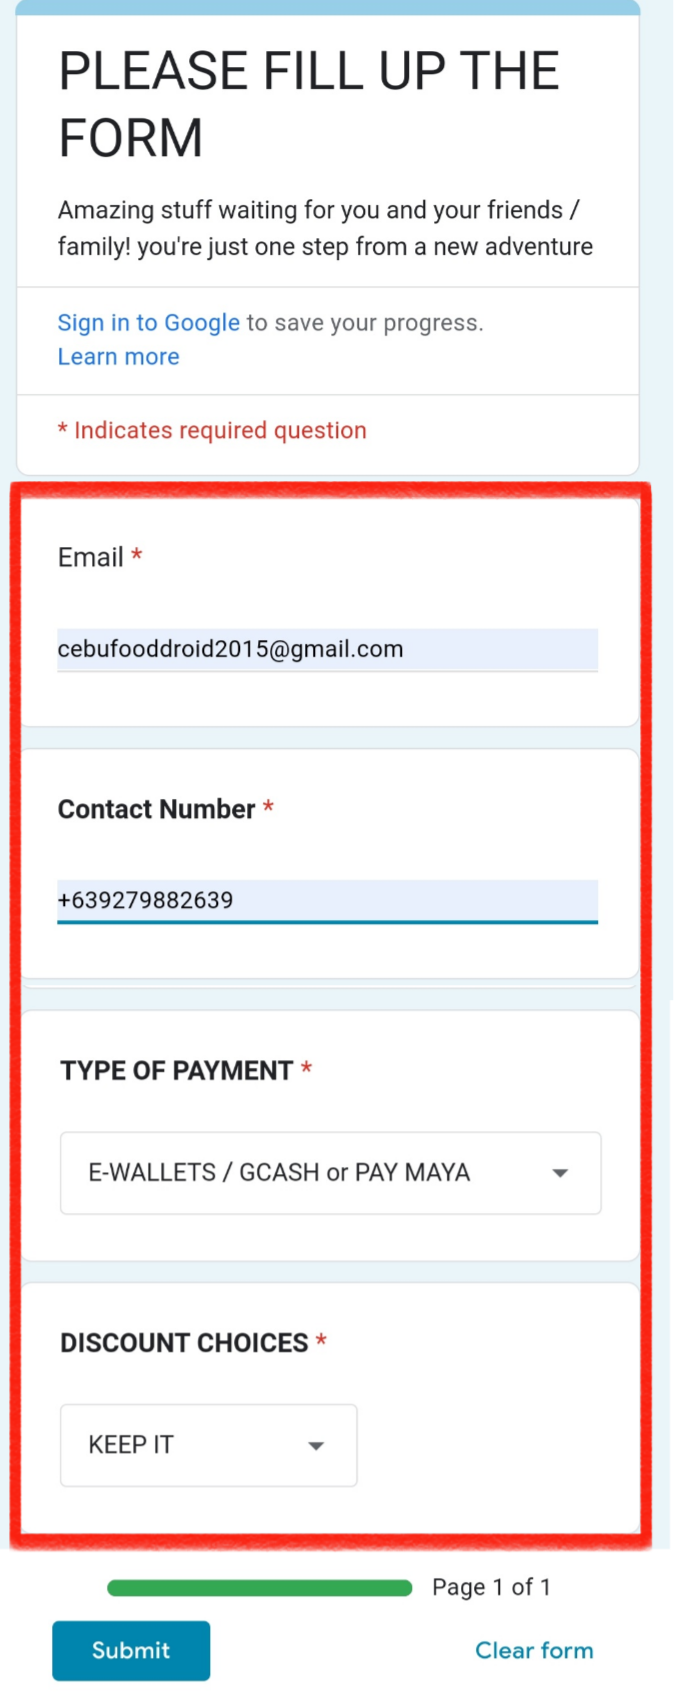 PLEASE FILL UP THE
FORM
Amazing stuff waiting for you and your friends /
family! you're just one step from a new adventure
Sign in to Google to save your progress.
Learn more
* Indicates required question
Email *
cebufooddroid2015@gmail.com
Contact Number *
+639279882639
TYPE OF PAYMENT *
E-WALLETS / GCASH or PAY MAYA
DISCOUNT CHOICES *
KEEP IT
Page 1 of 1
Submit
Clear form